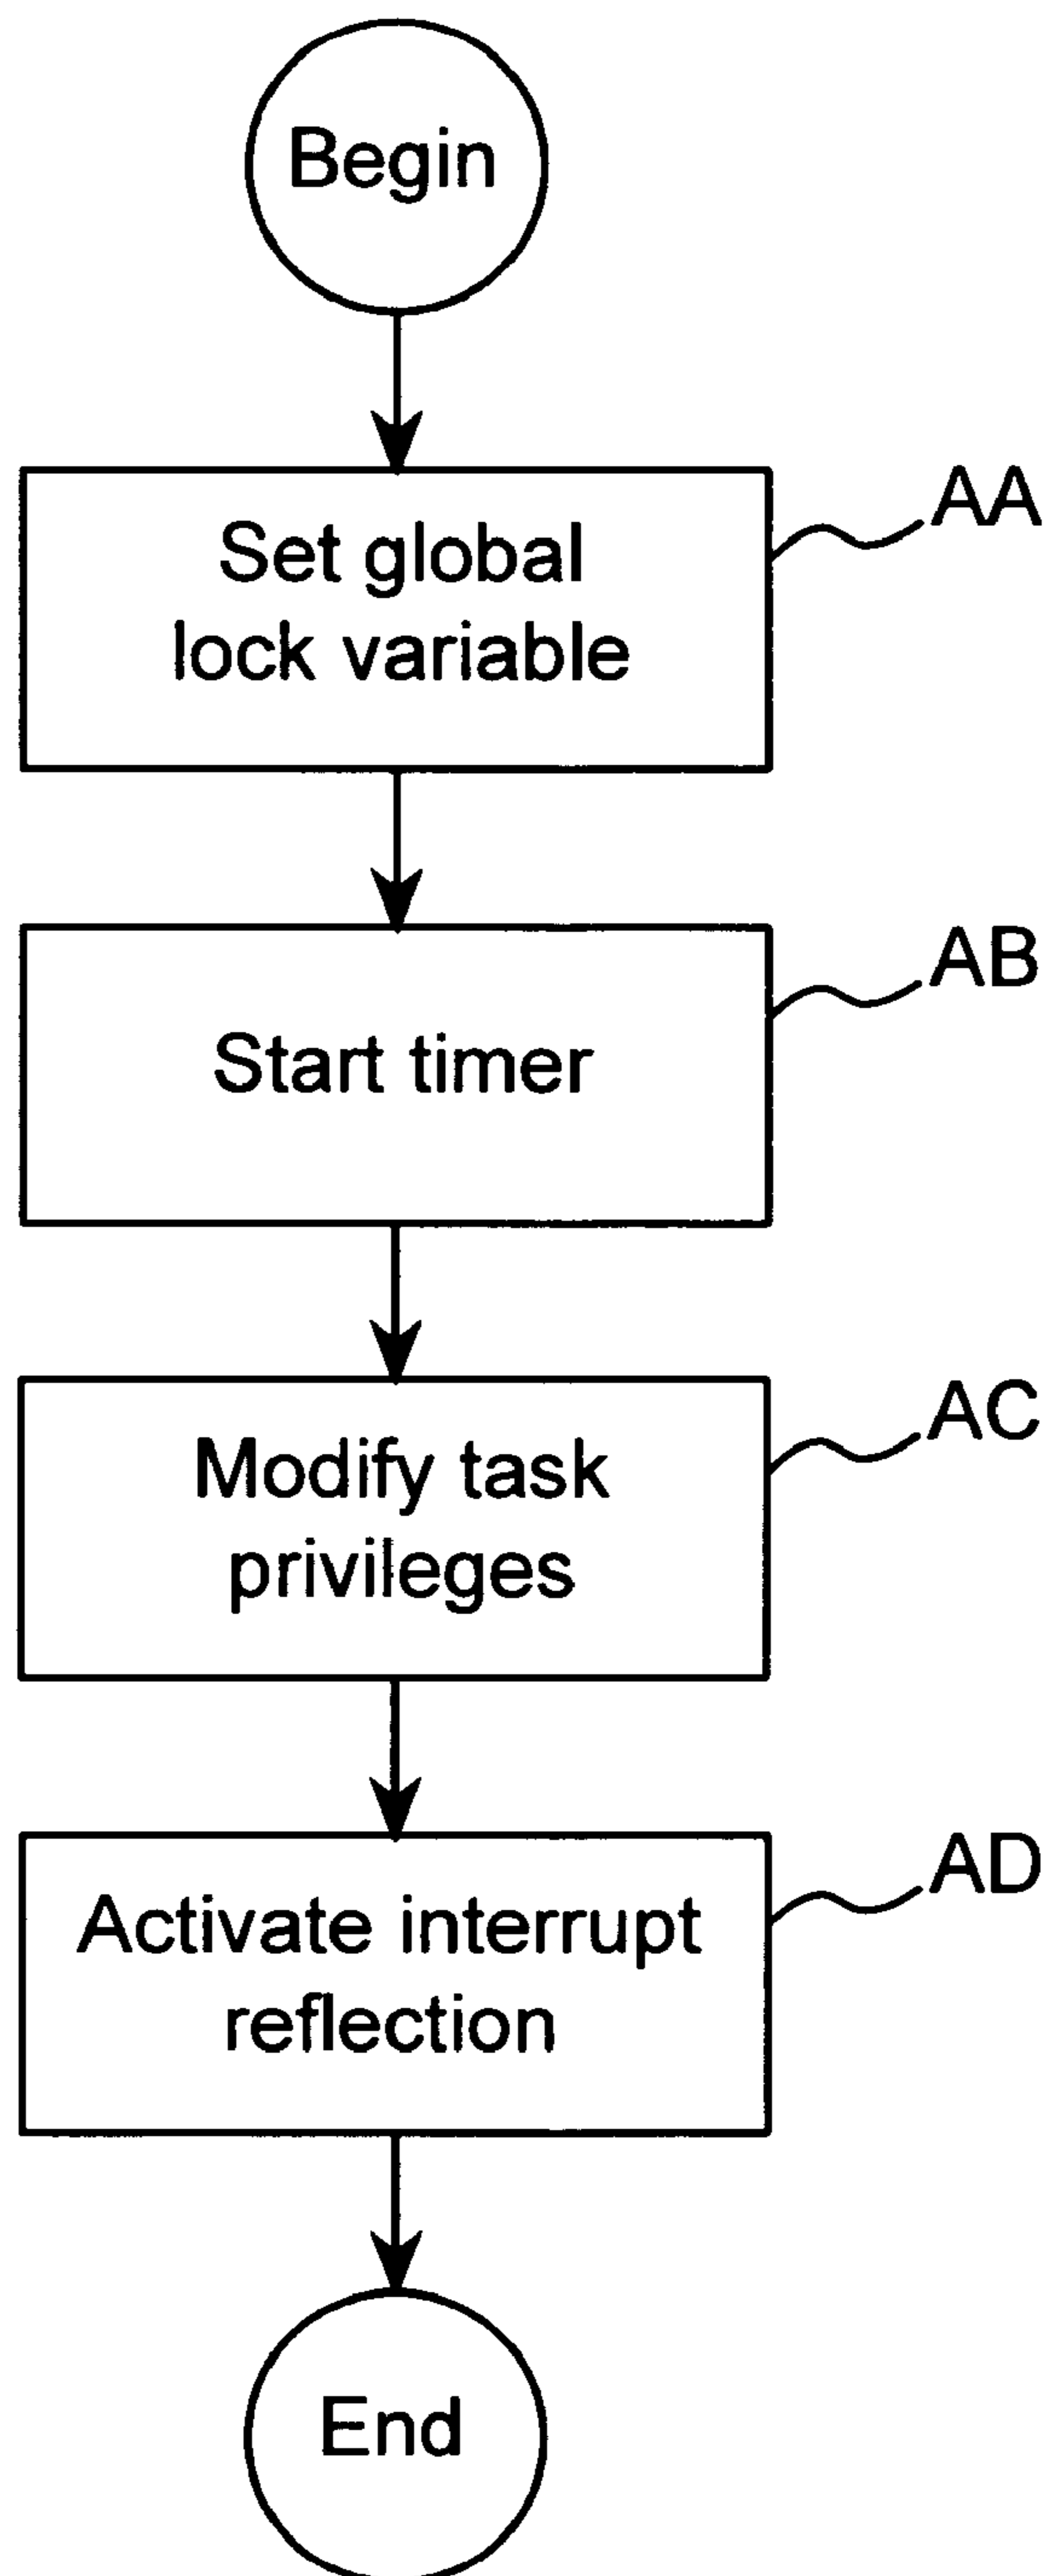 Begin
Set global
lock variable
AA
Start timer
AB
Modify task
privileges
AC
Activate interrupt
reflection
AD
End